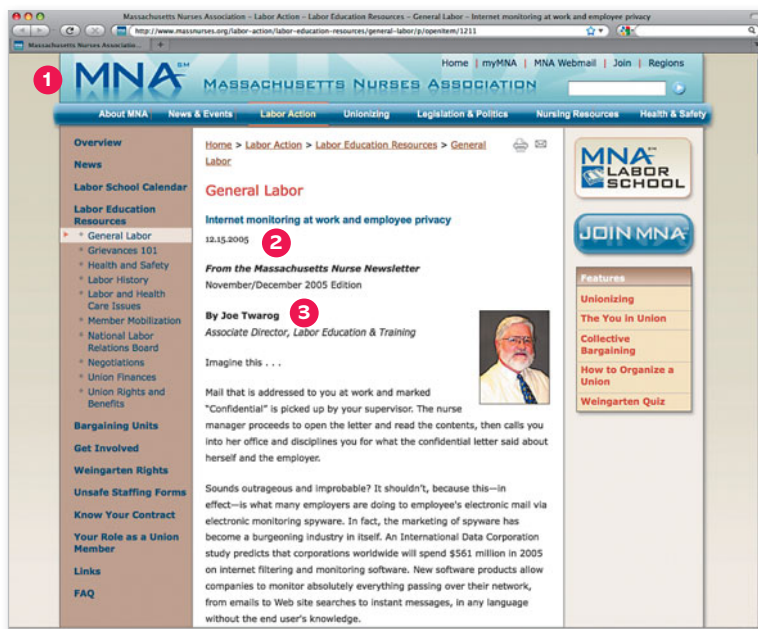 Massachusetts Nurses Association – Labor Action – Labor Education Resources – General Labor – Internet monitoring at work and employee privacy
http://www.massnurses.org/labor-action/labor-education-resources/general-labor/p/openitem/1211
Massachusetts Nurses Associatio...
1
MNA SM
MASSACHUSETTS NURSES ASSOCIATION
Home | myMNA | MNA Webmail | Join | Regions
About MNA | News & Events | Labor Action Unionizing Legislation & Politics Nursing Resources Health & Safety
Overview
News
Labor School Calendar
Labor Education
Resources
General Labor
Grievances 101
Health and Safety
Labor History
Labor and Health
Care Issues
Member Mobilization
National Labor
Relations Board
Negotiations
Union Finances
Union Rights and
Benefits
Bargaining Units
Get Involved
Weingarten Rights
Unsafe Staffing Forms
Know Your Contract
Your Role as a Union
Member
Links
FAQ
Home > Labor Action > Labor Education Resources > General
Labor
General Labor
Internet monitoring at work and employee privacy
12.15.2005
2
From the Massachusetts Nurse Newsletter
November/December 2005 Edition
By Joe Twarog
3
Associate Director, Labor Education & Training
Imagine this . . .
Mail that is addressed to you at work and marked
“Confidential” is picked up by your supervisor. The nurse
manager proceeds to open the letter and read the contents, then calls you
into her office and disciplines you for what the confidential letter said about
herself and the employer.
Sounds outrageous and improbable? It shouldn’t, because this—in
effect—is what many employers are doing to employee’s electronic mail via
electronic monitoring spyware. In fact, the marketing of spyware has
become a burgeoning industry in itself. An International Data Corporation
study predicts that corporations worldwide will spend $561 million in 2005
on internet filtering and monitoring software. New software products allow
companies to monitor absolutely everything passing over their network,
from emails to Web site searches to instant messages, in any language
without the end user’s knowledge.
MNA
LABOR
SCHOOL
JOIN MNA
Features
Unionizing
The You in Union
Collective
Bargaining
How to Organize a
Union
Weingarten Quiz